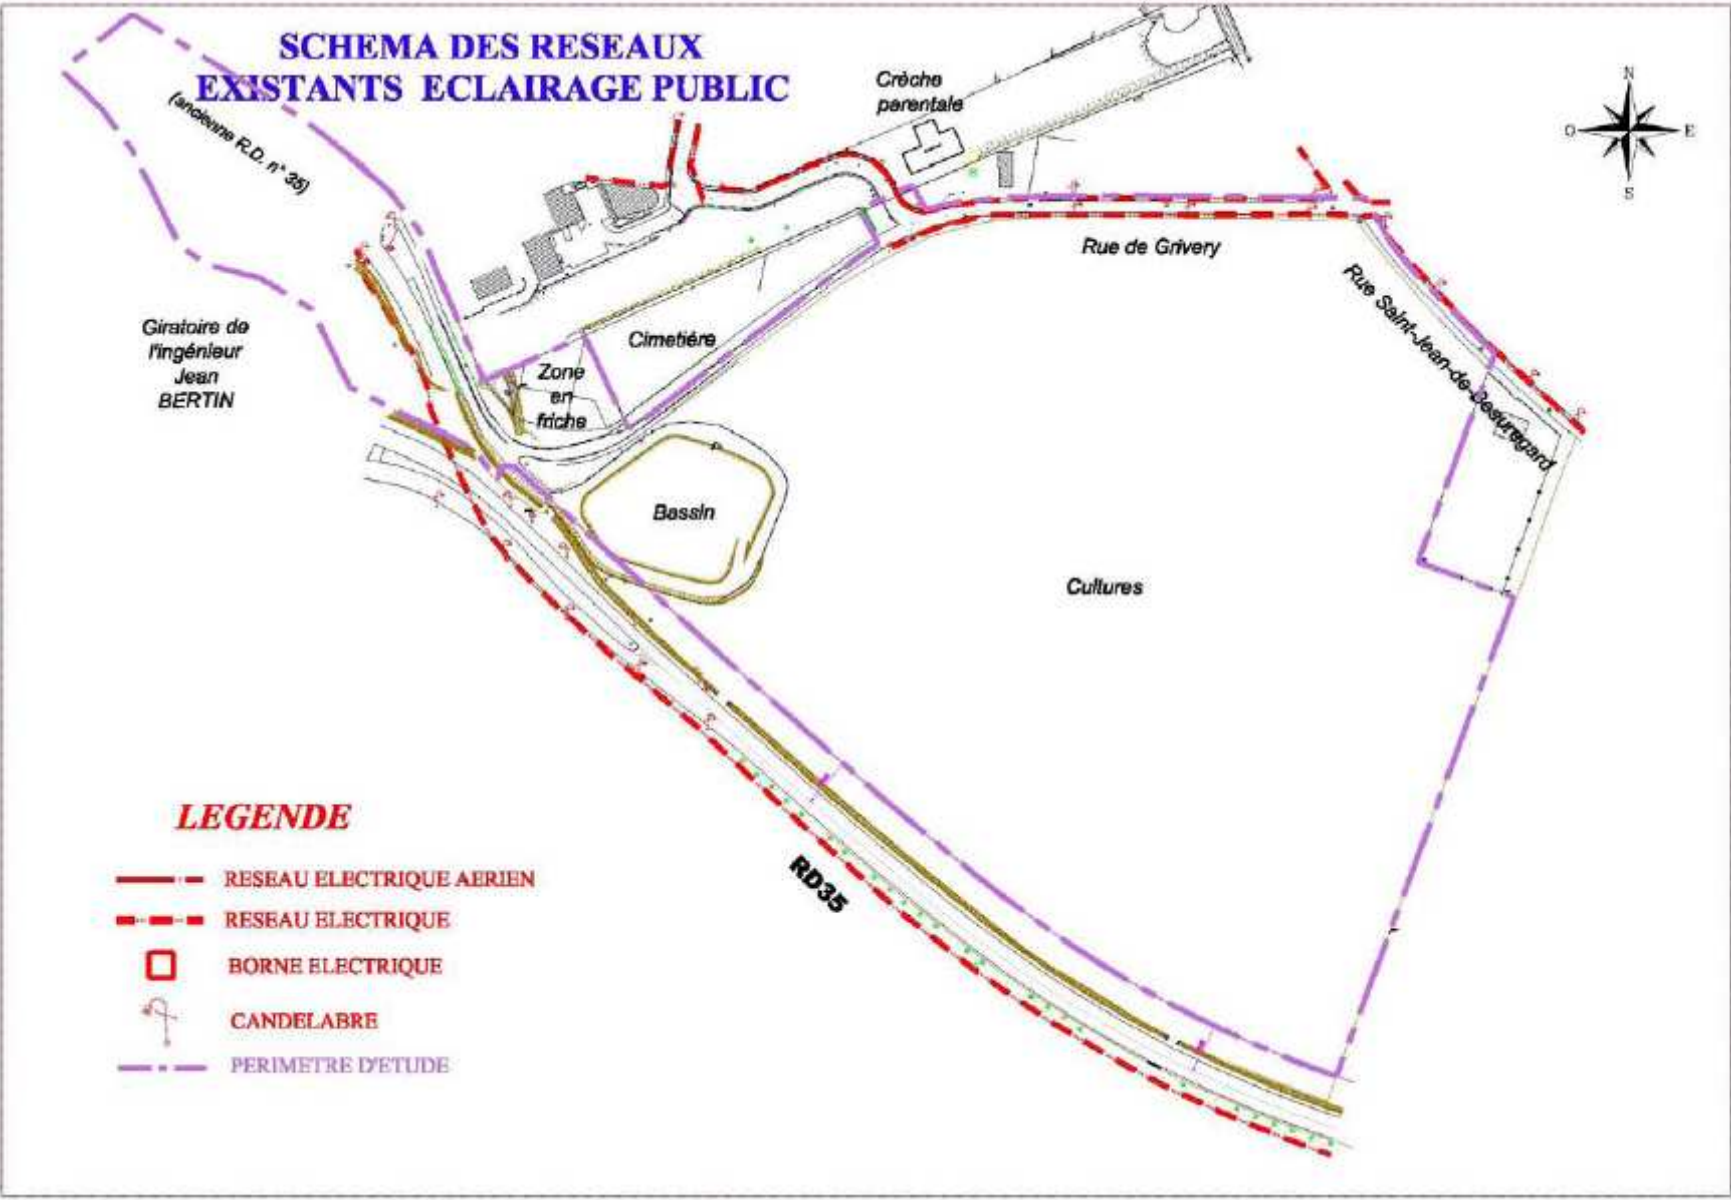 SCHEMA DES RESEAUX
EXISTANTS ECLAIRAGE PUBLIC
(ancienne R.D. n° 35)
Crèche
parentale
N
O
E
S
Rue de Grivery
Rue Saint-Jean-de-Beauregard
Giratoire de
l'ingénieur
Jean
BERTIN
Cimetière
Zone
en
friche
Bassin
Cultures
RD35
LEGENDE
RESEAU ELECTRIQUE AERIEN
RESEAU ELECTRIQUE
BORNE ELECTRIQUE
CANDELABRE
PERIMETRE D'ETUDE